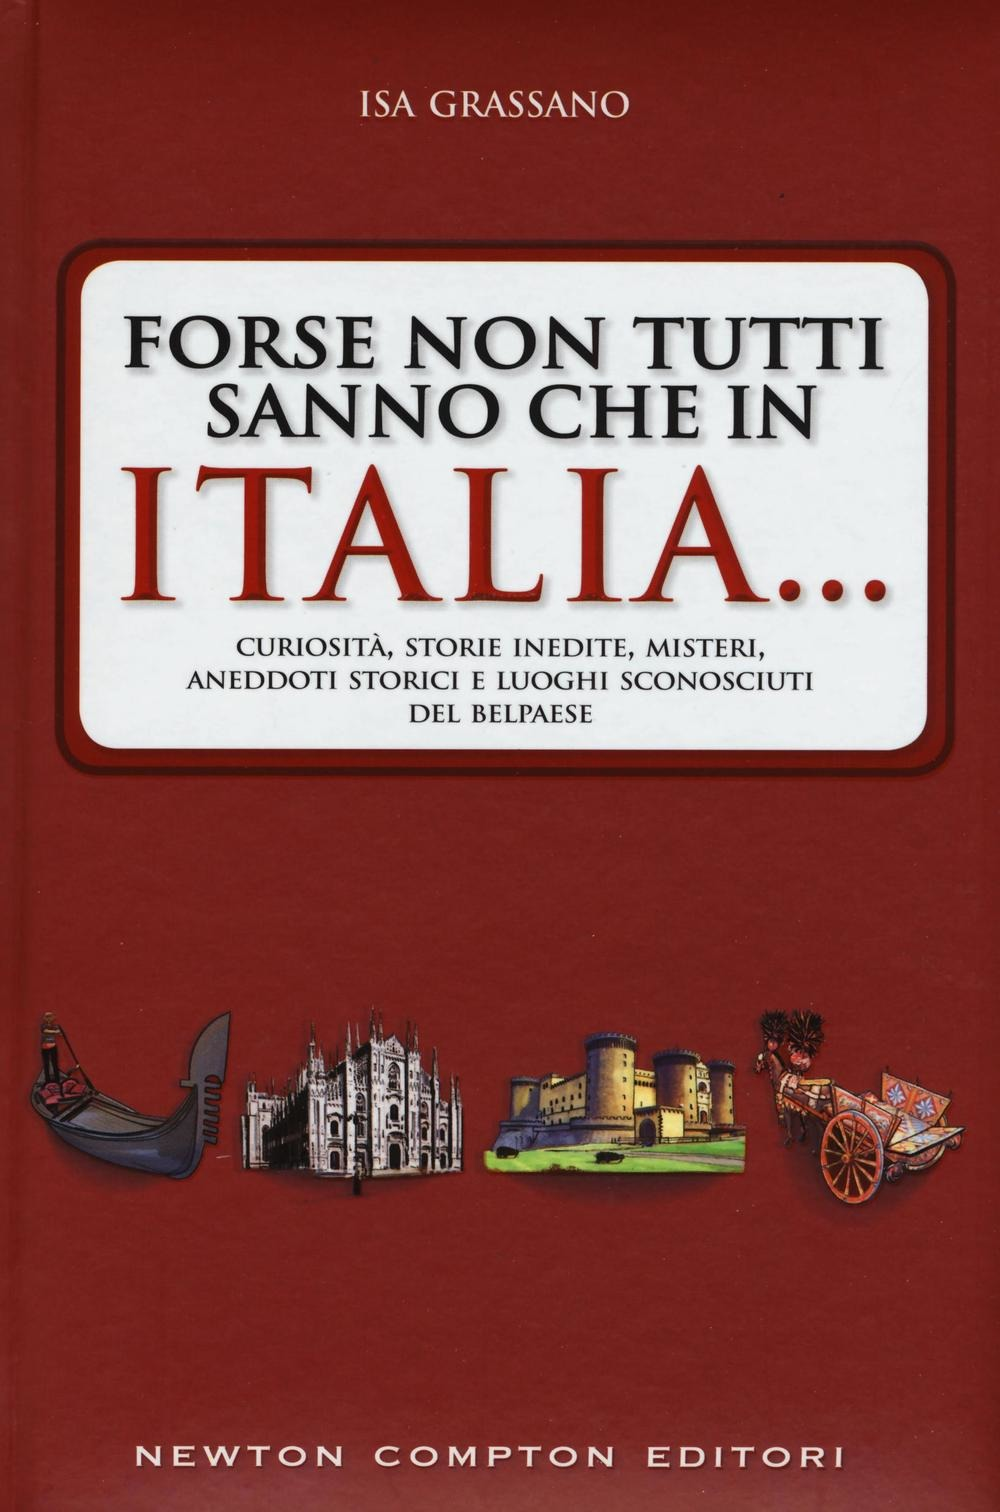 ISA GRASSANO
FORSE NON TUTTI
SANNO CHE IN
ITALIA...
CURIOSITÀ, STORIE INEDITE, MISTERI,
ANEDDOTI STORICI E LUOGHI SCONOSCIUTI
DEL BELPAESE
NEWTON COMPTON EDITORI